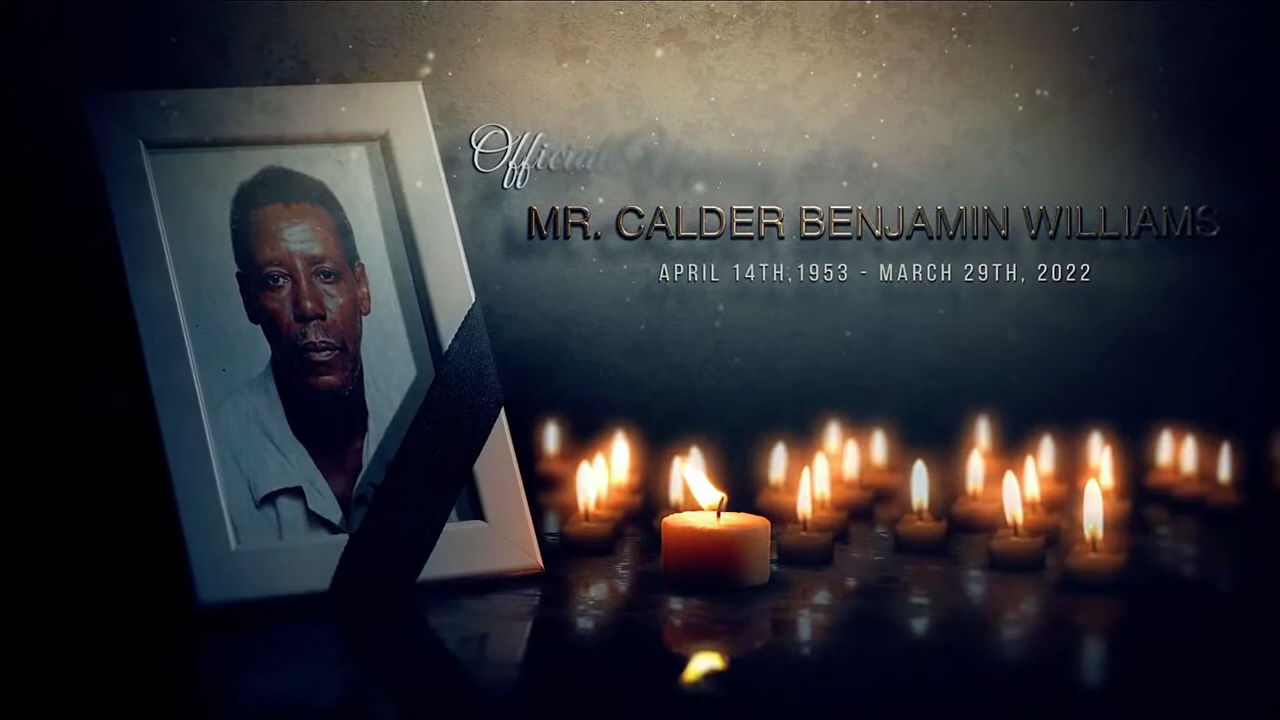 Official
MR. CALDER BENJAMIN WILLIAMS
APRIL 14TH,1953 - MARCH 29TH, 2022